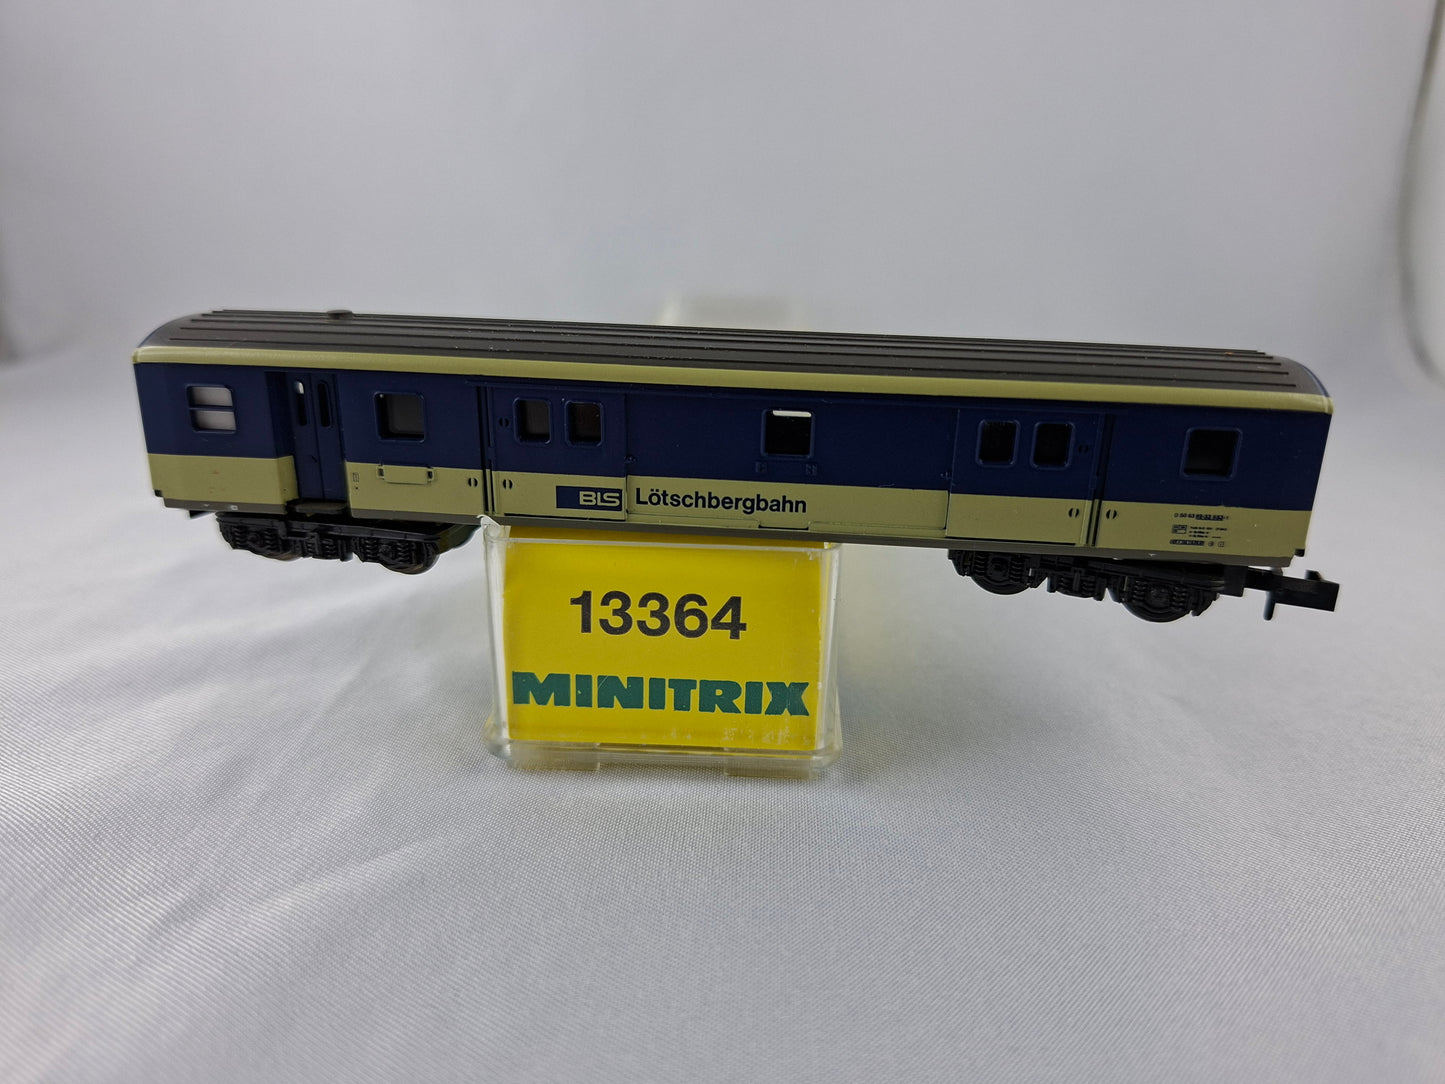 BLS Lötschbergbahn
13364
MINITRIX